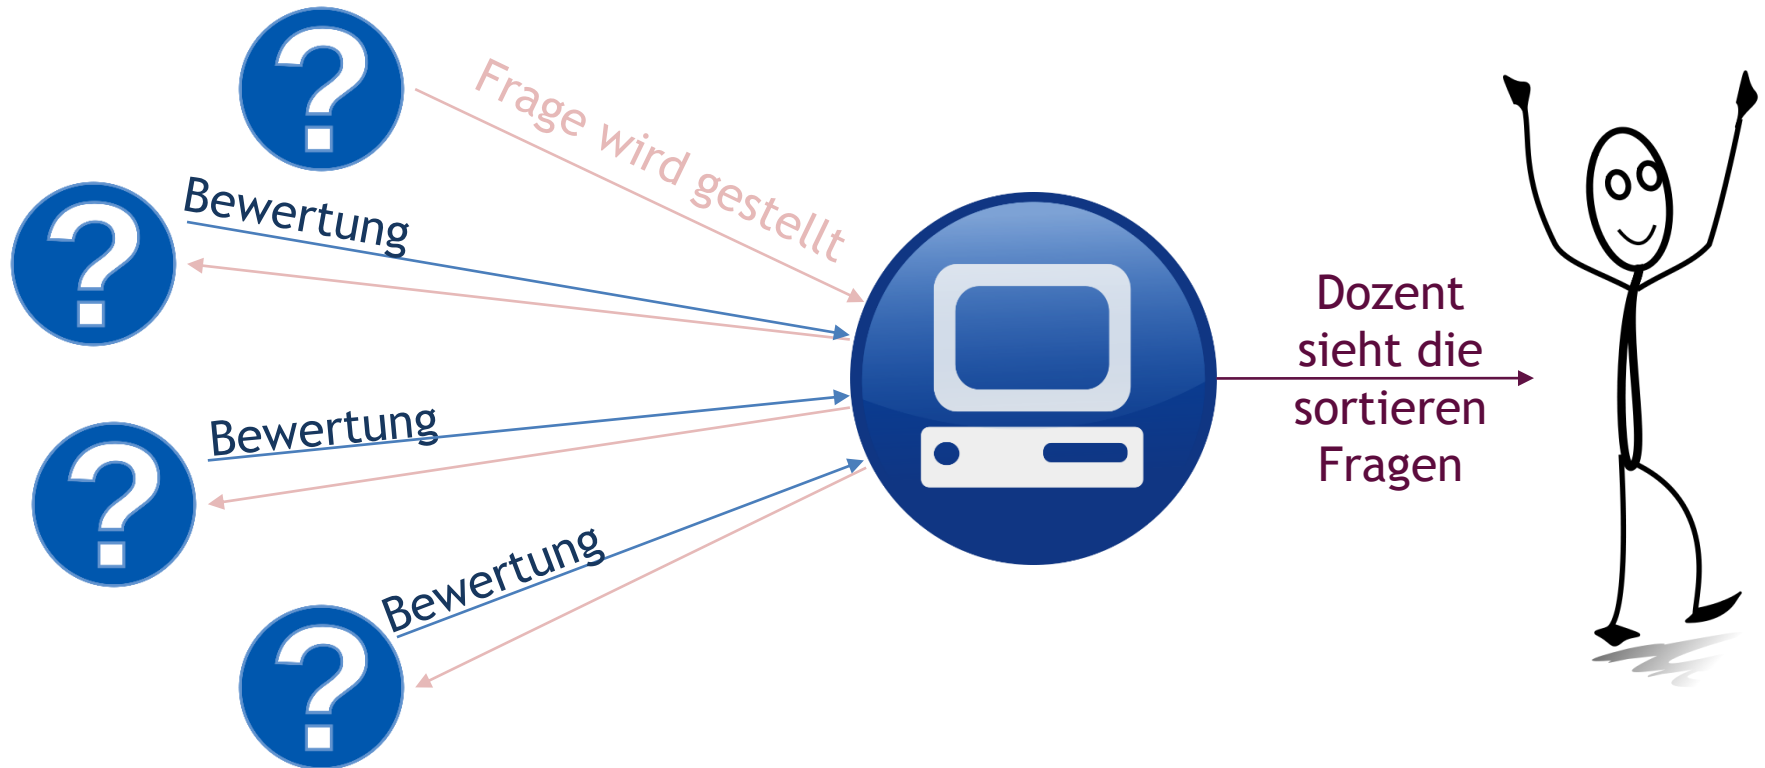 Frage wird gestellt
Bewertung
Bewertung
Bewertung
Dozent
sieht die
sortieren
Fragen